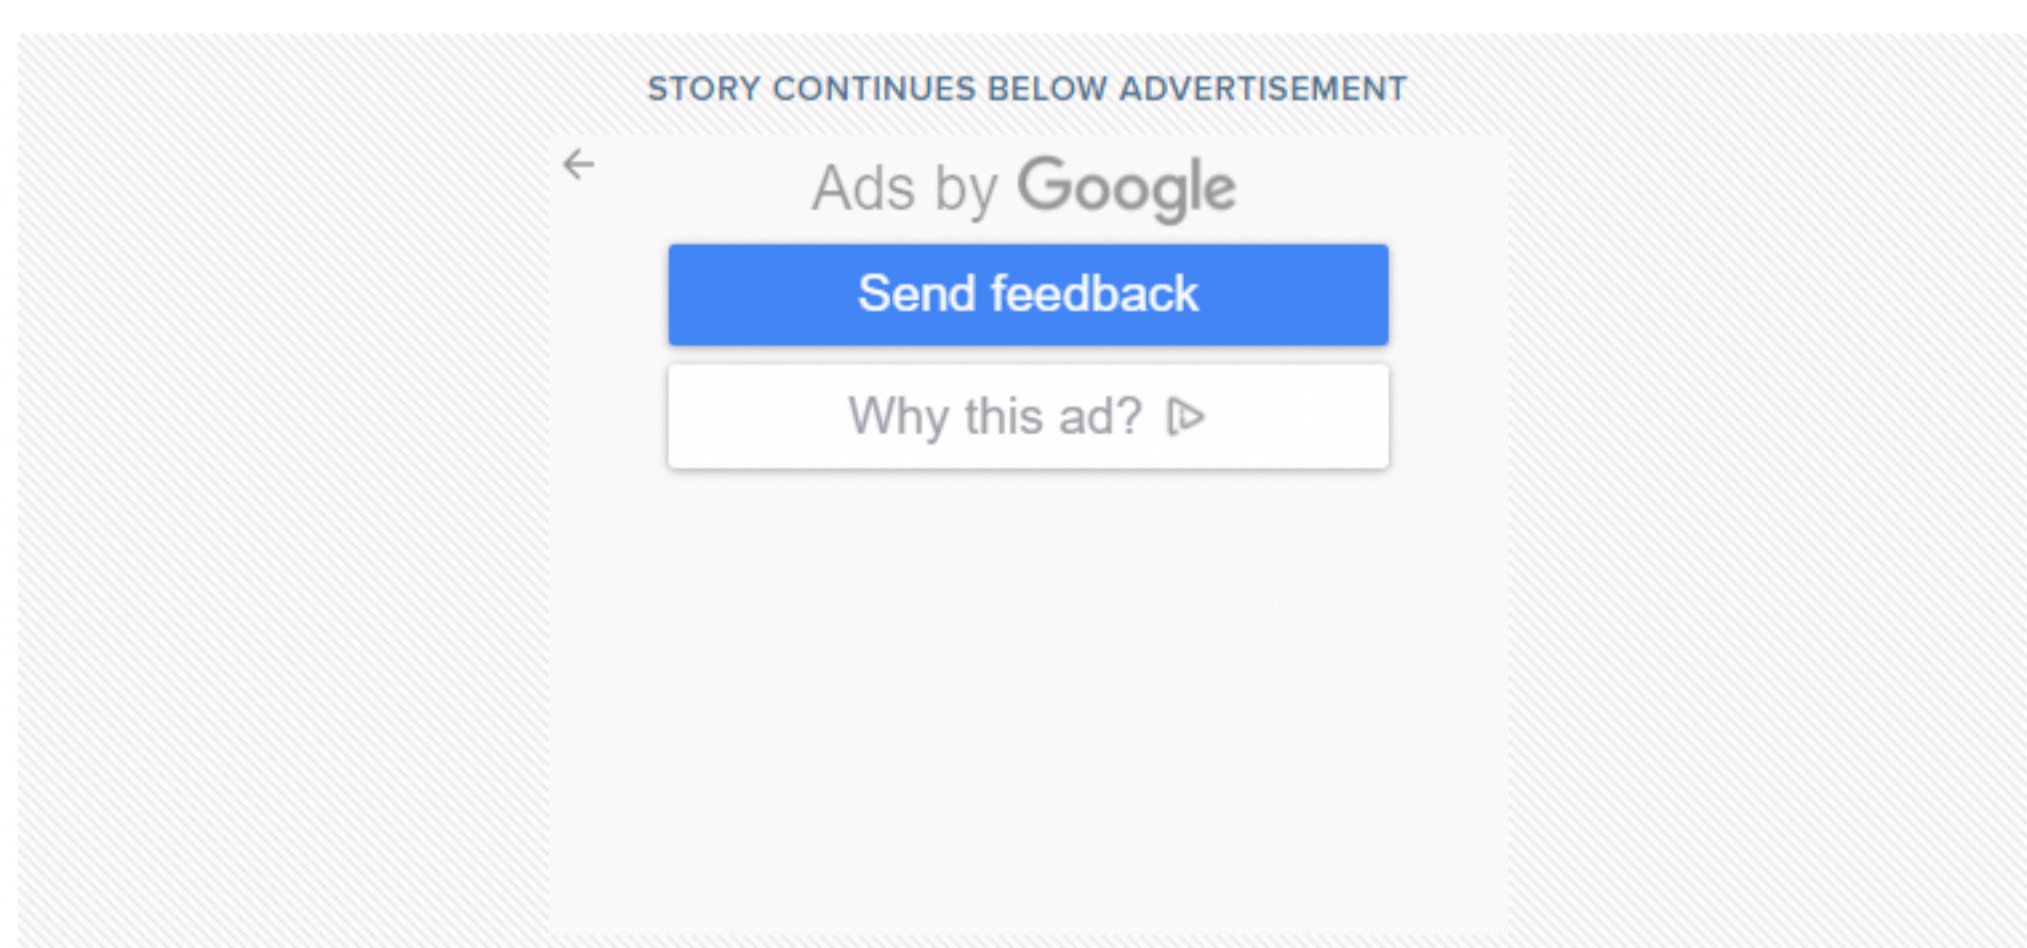 STORY CONTINUES BELOW ADVERTISEMENT
Ads by Google
Send feedback
Why this ad?